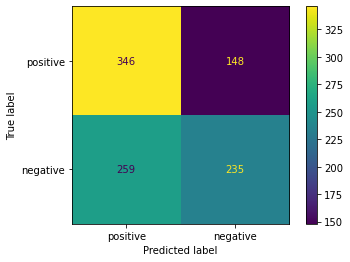 True label
positive
negative
346
148
259
235
positive
negative
Predicted label
325
300
275
250
225
200
175
150